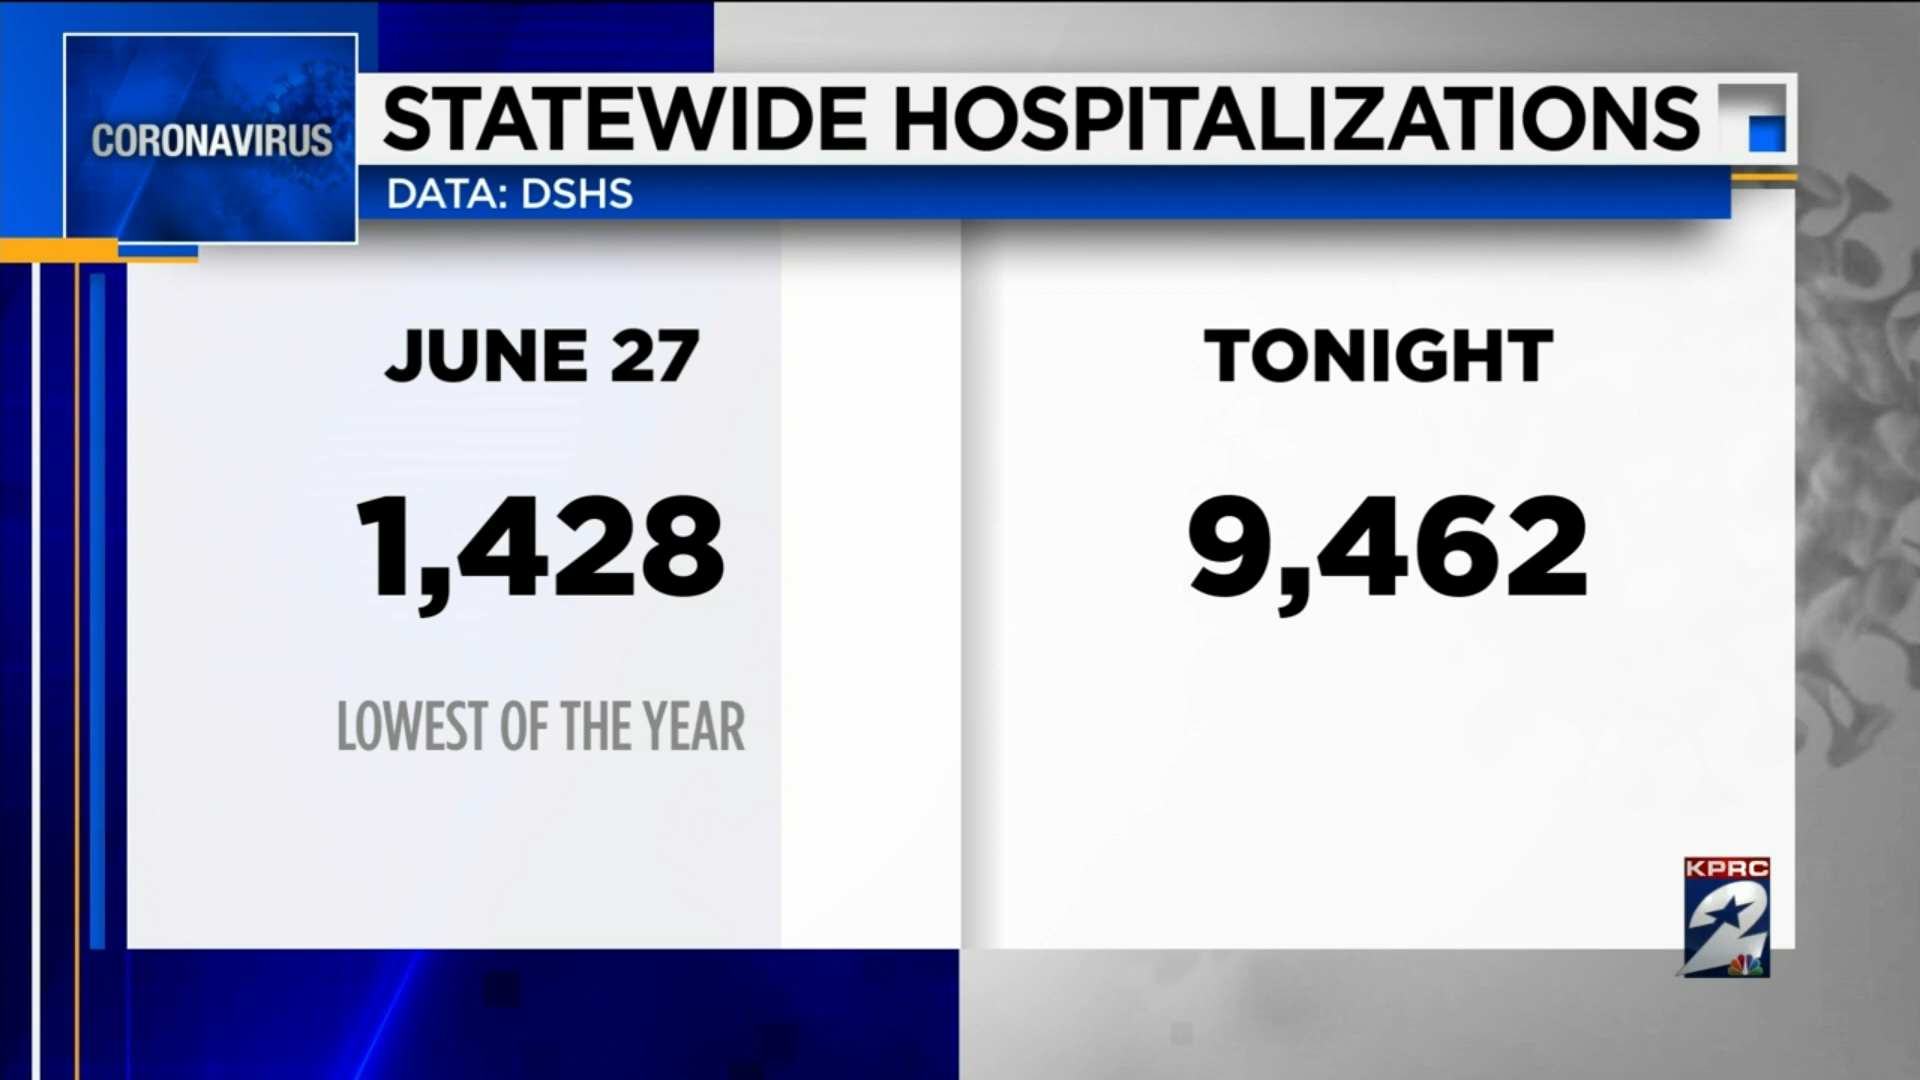 CORONAVIRUS
STATEWIDE HOSPITALIZATIONS
DATA: DSHS
JUNE 27
1,428
LOWEST OF THE YEAR
TONIGHT
9,462
KPRC
2